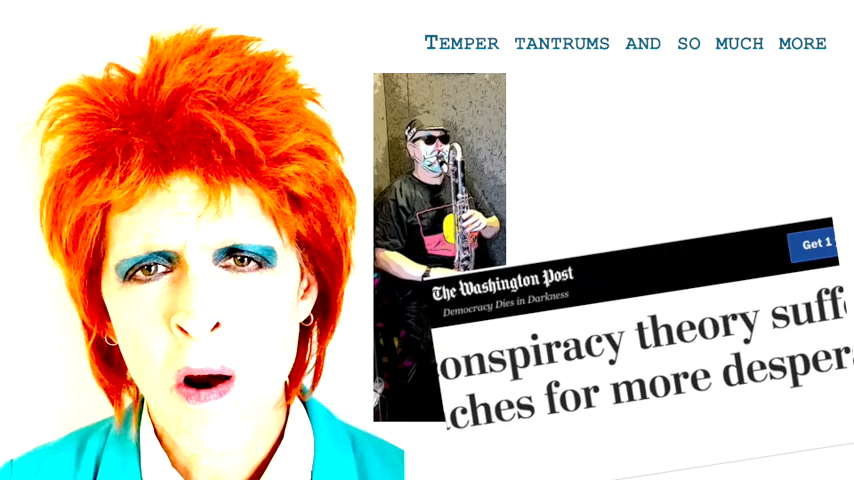 Temper tantrums and so much more
The Washington Post
Democracy Dies in Darkness
Get 1
onspiracy theory suff
ches for more desper